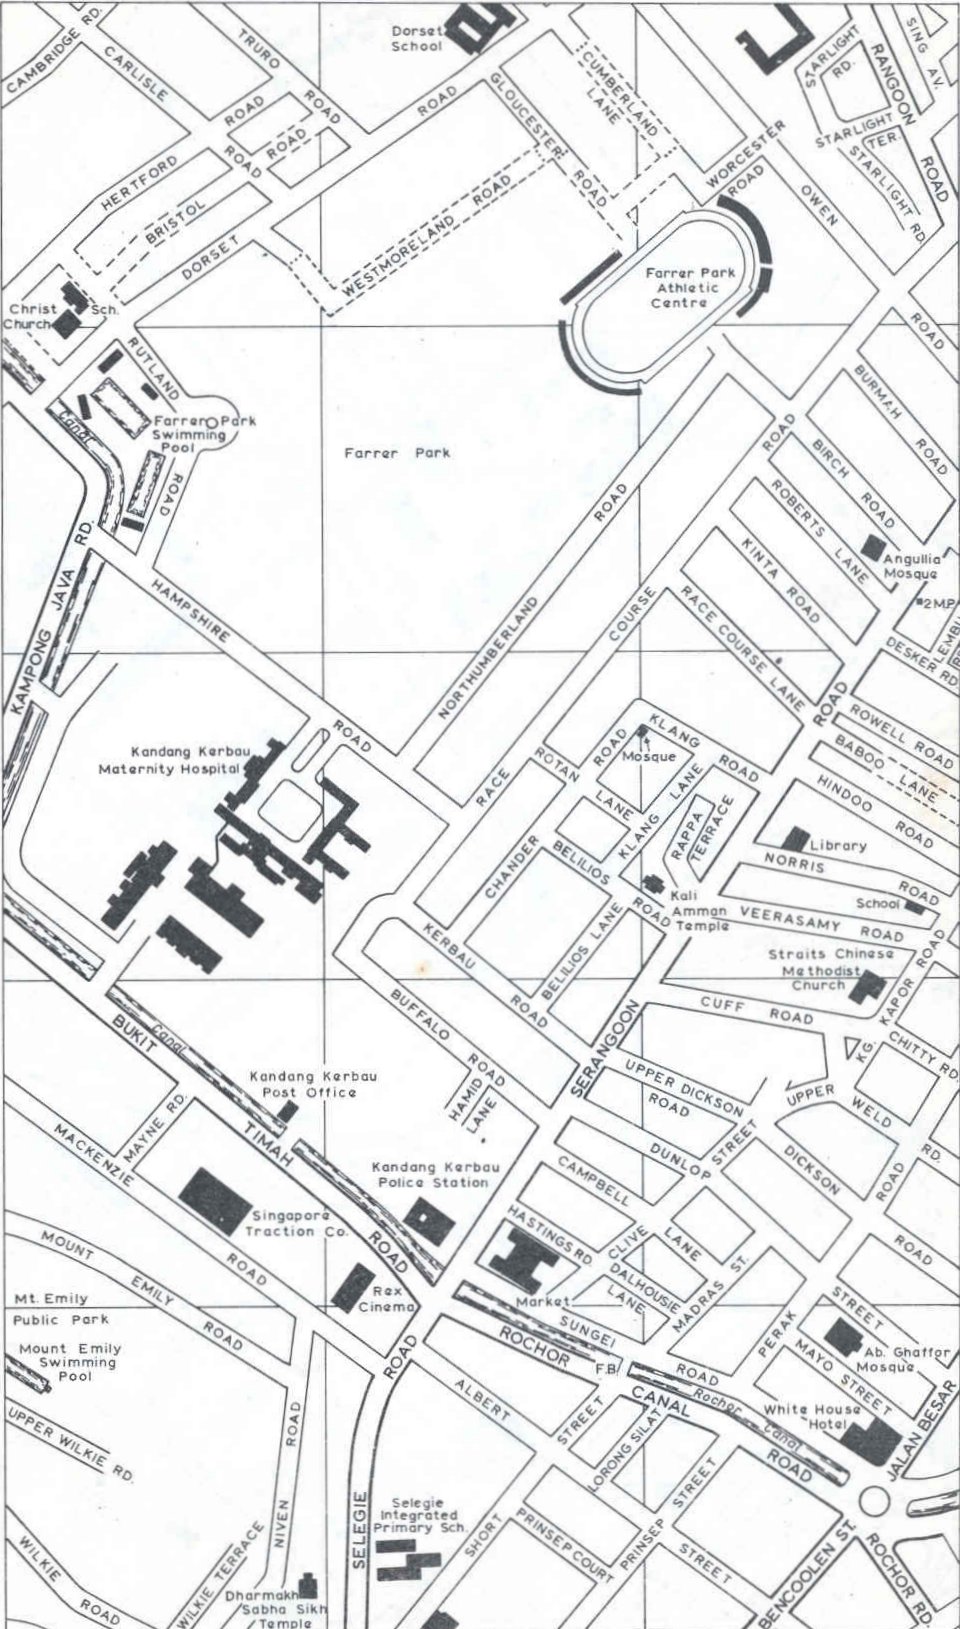 CAMBRIDGE RD.
CARLISLE
ROAD
TRURO
ROAD
Dorset
School
HERTFORD
ROAD
BRISTOL
ROAD
DORSET
ROAD
GLOUCESTER
ROAD
CUMBERLAND
LANE
WESTMORELAND ROAD
WORCESTER
ROAD
OWEN
ROAD
STARLIGHT
RD.
RANGOON
ROAD
SING AV.
STARLIGHT
TER.
STARLIGHT RD.
Farrer Park
Athletic
Centre
Christ
Church
Sch.
RUTLAND
ROAD
Canal
Farrer Park
Swimming
Pool
Farrer Park
BURMAH ROAD
BIRCH ROAD
ROBERTS LANE
KINTA ROAD
Angullia
Mosque
2 M.P.
DESKER RD.
KAMPONG JAVA RD.
HAMPSHIRE
ROAD
NORTHUMBERLAND ROAD
RACE COURSE ROAD
RACE COURSE LANE
ROWELL ROAD
BABOO LANE
HINDOO ROAD
Kandang Kerbau
Maternity Hospital
ROTAN
LANE
KLANG
ROAD
Mosque
KLANG LANE
RAPPA
TERRACE
CHANDER
ROAD
BELILIOS
ROAD
BELILIOS LANE
Kali
Amman
Temple
Library
NORRIS
ROAD
School
VEERASAMY ROAD
Straits Chinese
Methodist
Church
KG. KAPOR ROAD
CHITTY RD.
KERBAU
ROAD
BUFFALO
ROAD
HAMID
LANE
SERANGOON
ROAD
CUFF ROAD
UPPER DICKSON
ROAD
UPPER WELD RD.
BUKIT
TIMAH
ROAD
Canal
Kandang Kerbau
Post Office
MACKENZIE
ROAD
MAYNE RD.
Kandang Kerbau
Police Station
Singapore
Traction Co.
DUNLOP
STREET
DICKSON
ROAD
CAMPBELL
LANE
HASTINGS RD.
CLIVE
STREET
DALHOUSIE
LANE
MADRAS ST.
Market
MOUNT
EMILY
ROAD
Mt. Emily
Public Park
Mount Emily
Swimming
Pool
Rex
Cinema
SUNGEI
ROAD
ROCHOR
CANAL
ROAD
F.B.
Rochor Canal
PERAK
ROAD
STREET
MAYO STREET
Ab. Ghaffor
Mosque
White House
Hotel
JALAN BESAR
UPPER WILKIE RD.
WILKIE
ROAD
WILKIE TERRACE
NIVEN
ROAD
SELEGIE
ROAD
Selegie
Integrated
Primary Sch.
Dharmakh
Sabha Sikh
Temple
ALBERT
STREET
SHORT
STREET
LORONG SILAT
PRINSEP COURT
PRINSEP
STREET
BENCOOLEN ST.
ROCHOR RD.